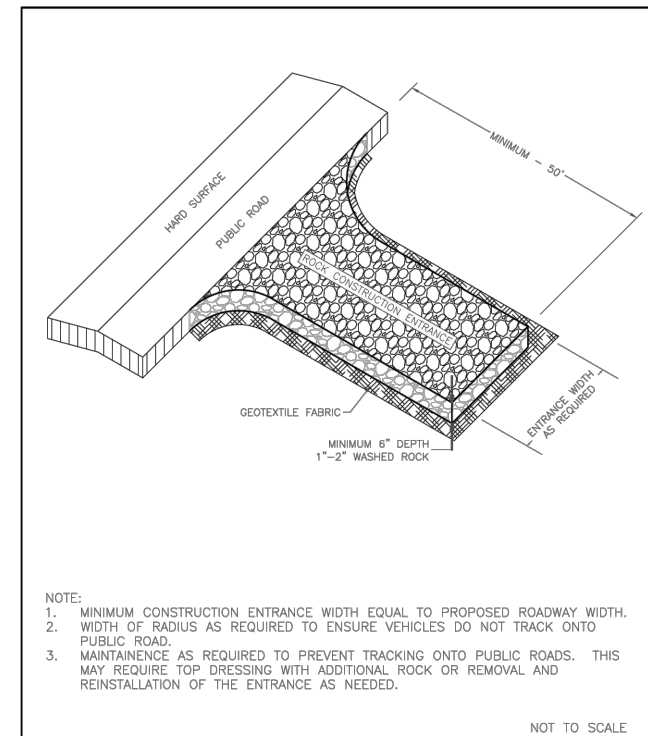 HARD SURFACE
PUBLIC ROAD
MINIMUM - 50'
ROCK CONSTRUCTION ENTRANCE
GEOTEXTILE FABRIC
MINIMUM 6" DEPTH
1"-2" WASHED ROCK
ENTRANCE WIDTH
AS REQUIRED
NOTE:
1. MINIMUM CONSTRUCTION ENTRANCE WIDTH EQUAL TO PROPOSED ROADWAY WIDTH.
2. WIDTH OF RADIUS AS REQUIRED TO ENSURE VEHICLES DO NOT TRACK ONTO
PUBLIC ROAD.
3. MAINTAINENCE AS REQUIRED TO PREVENT TRACKING ONTO PUBLIC ROADS. THIS
MAY REQUIRE TOP DRESSING WITH ADDITIONAL ROCK OR REMOVAL AND
REINSTALLATION OF THE ENTRANCE AS NEEDED.
NOT TO SCALE